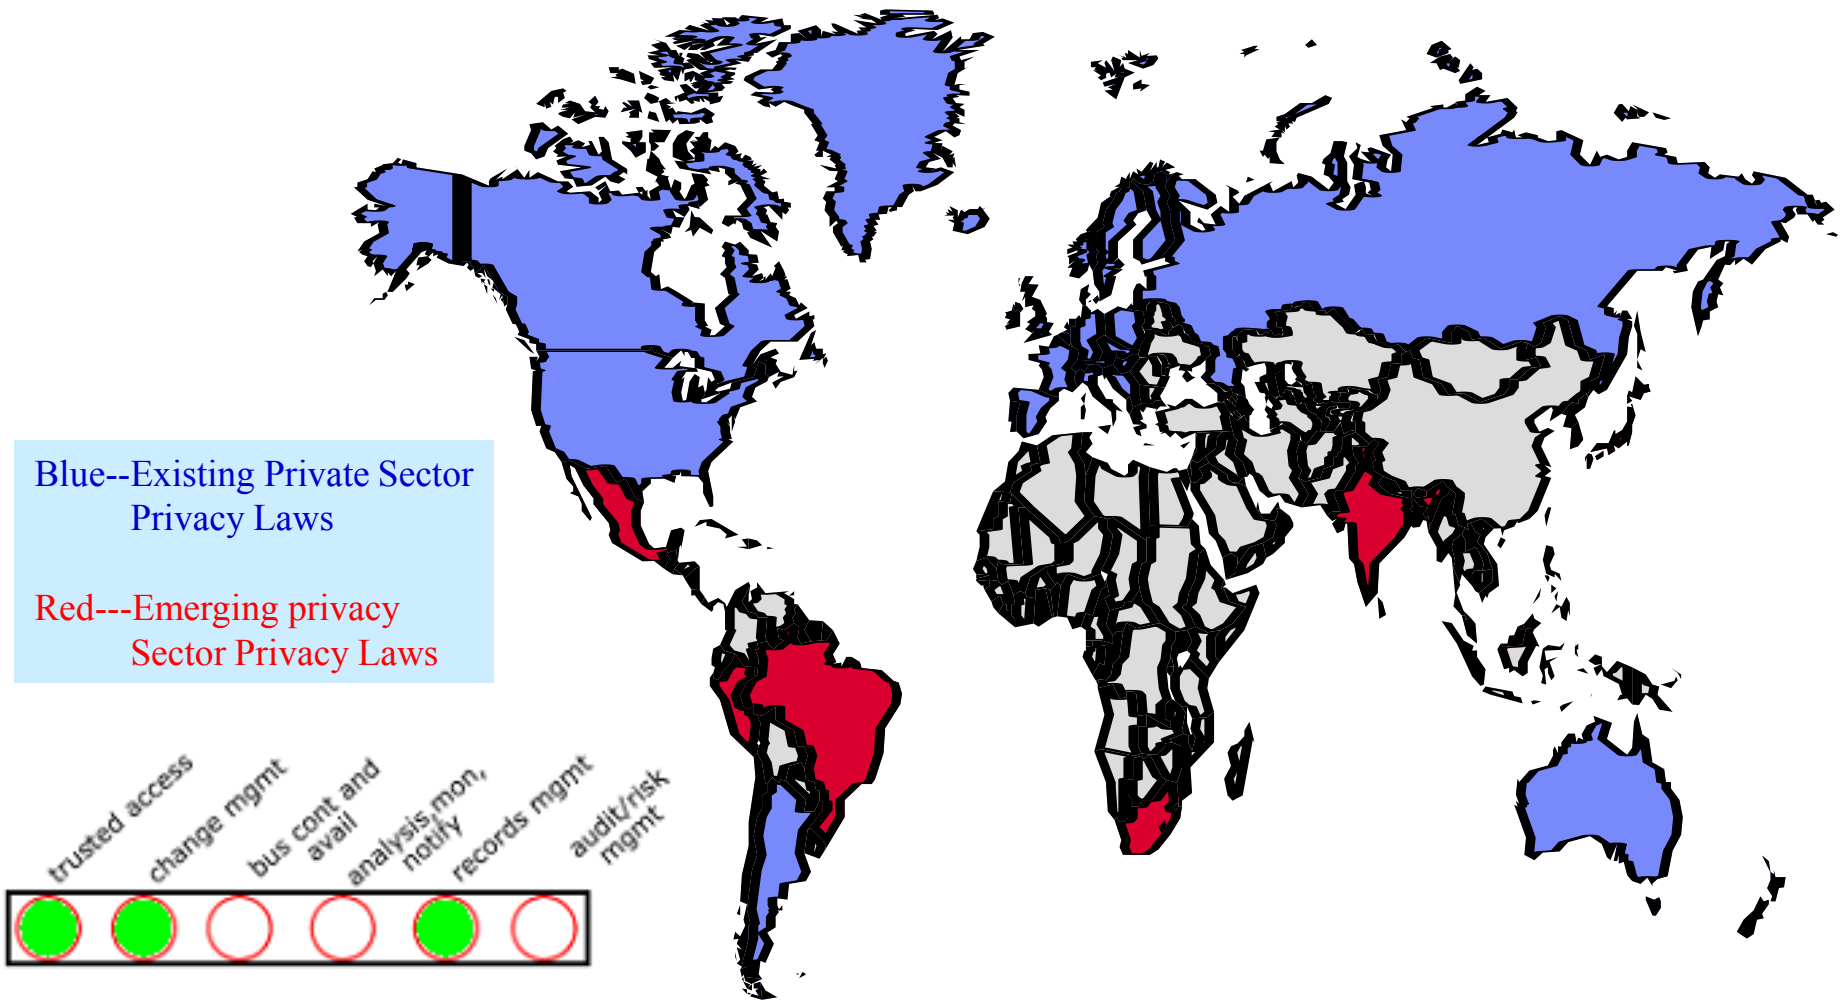 Blue--Existing Private Sector
Privacy Laws
Red---Emerging privacy
Sector Privacy Laws
trusted access
change mgmt
bus cont and
avail
analysis,mon,
notify
records mgmt
audit/risk
mgmt